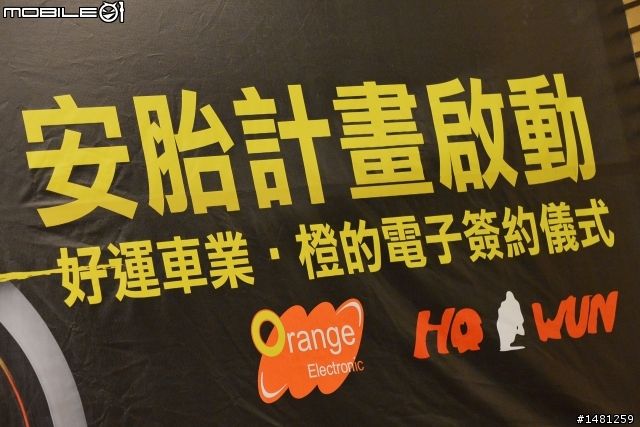 MOBILE01
安胎計畫啟動
好運車業·橙的電子簽約儀式
Orange
Electronic
HO WUN
#1481259